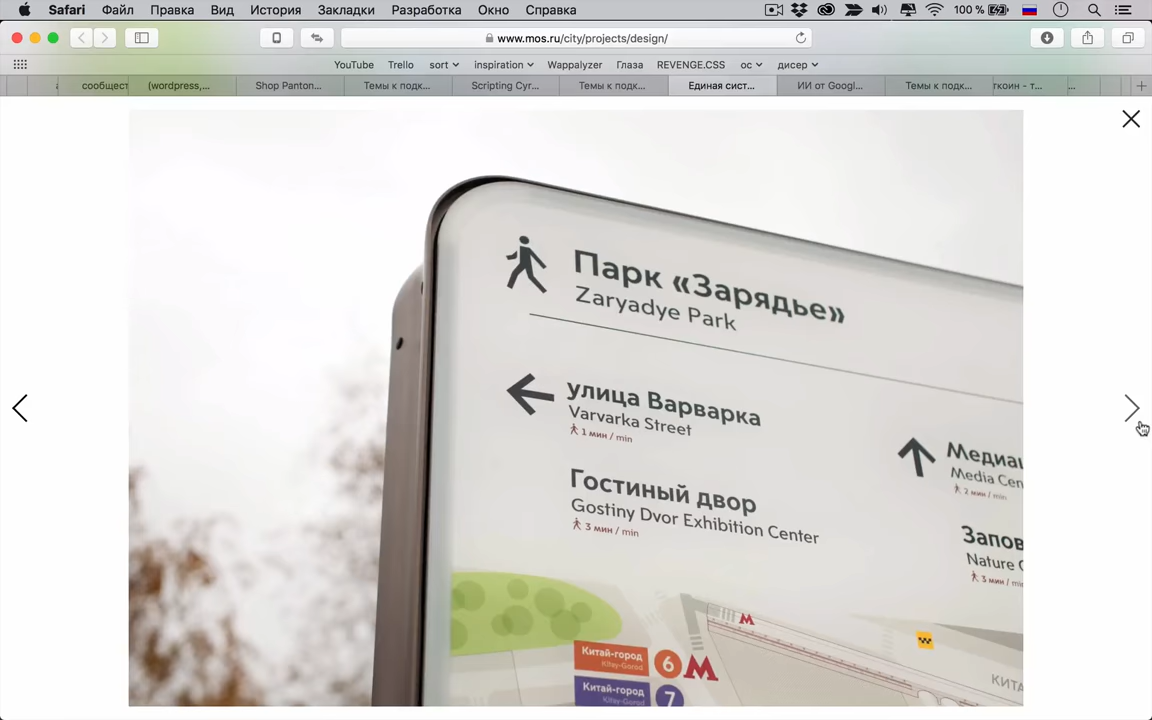 Safari Файл Правка Вид История Закладки Разработка Окно Справка 100 %
www.mos.ru/city/projects/design/
YouTube Trello sort inspiration Wappalyzer Глаза REVENGE.CSS ос дисер
сообщест (wordpress,... Shop Panton... Темы к подк... Scripting Cyr... Темы к подк... Единая сист... ИИ от Googl... Темы к подк... ткоин - т... ...
Парк «Зарядье»
Zaryadye Park
улица Варварка
Varvarka Street
1 мин / min
Гостиный двор
Gostiny Dvor Exhibition Center
3 мин / min
Медиа
Media Cen
2 мин / min
Запов
Nature
3 мин / min
М
Китай-город
Kitay-Gorod
6 М
Китай-город
Kitay-Gorod
7
КИТА